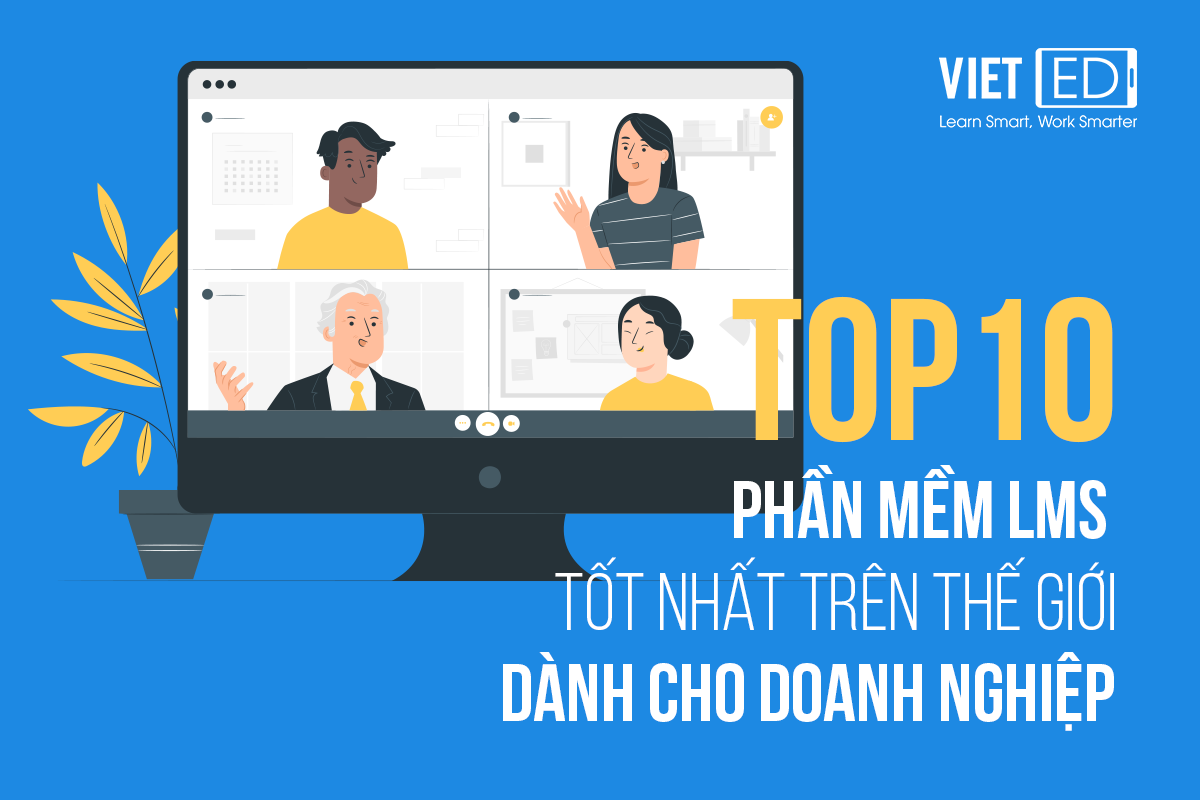 VIET ED
Learn Smart, Work Smarter
TOP 10
PHẦN MỀM LMS
TỐT NHẤT TRÊN THẾ GIỚI
DÀNH CHO DOANH NGHIỆP